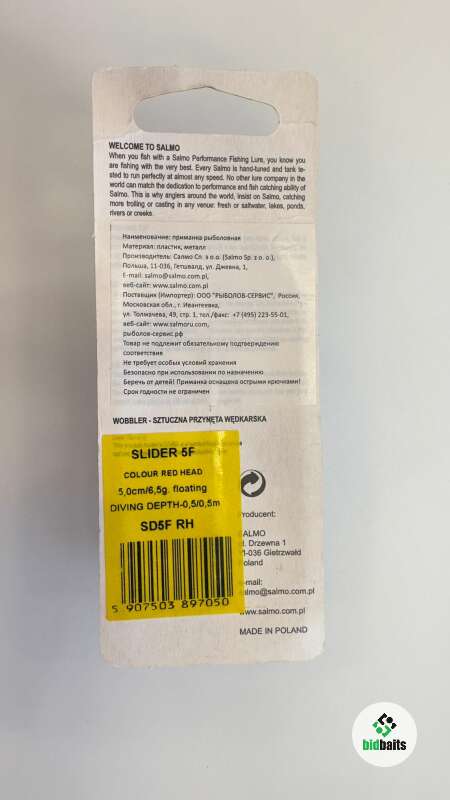 WELCOME TO SALMO
When you fish with a Salmo Performance Fishing Lure, you know you
are fishing with the very best. Every Salmo is hand-tuned and tank te-
sted to run perfectly at almost any speed. No other lure company in the
world can match the dedication to performance and fish catching ability of
Salmo. This is why anglers around the world, insist on Salmo, catching
more trolling or casting in any venue: fresh or saltwater, lakes, ponds,
rivers or creeks.
Наименование: приманка рыболовная
Материал: пластик, металл
Производитель: Салмо Сп. з о.о. (Salmo Sp. z o. o.),
Польша, 11-036, Гетшвалд, ул. Джевна, 1,
E-mail: salmo@salmo.com.pl,
веб-сайт: www.salmo.com.pl
Поставщик (Импортер): ООО "РЫБОЛОВ-СЕРВИС", Россия,
Московская обл., г. Ивантеевка,
ул. Толмачева, 49, стр. 1, тел./факс: +7 (495) 223-55-01,
веб-сайт: www.salmoru.com,
рыболов-сервис.рф
Товар не подлежит обязательному подтверждению
соответствия
Не требует особых условий хранения
Безопасно при использовании по назначению
Беречь от детей! Приманка оснащена острыми крючками!
Срок годности не ограничен
WOBBLER - SZTUCZNA PRZYNĘTA WĘDKARSKA
SLIDER 5F
COLOUR RED HEAD
5,0cm/6,5g. floating
DIVING DEPTH-0,5/0,5m
SD5F RH
5 907503 897050
Producent:
SALMO
ul. Drzewna 1
11-036 Gietrzwałd
Poland
e-mail:
salmo@salmo.com.pl
www.salmo.com.pl
MADE IN POLAND
bidbaits